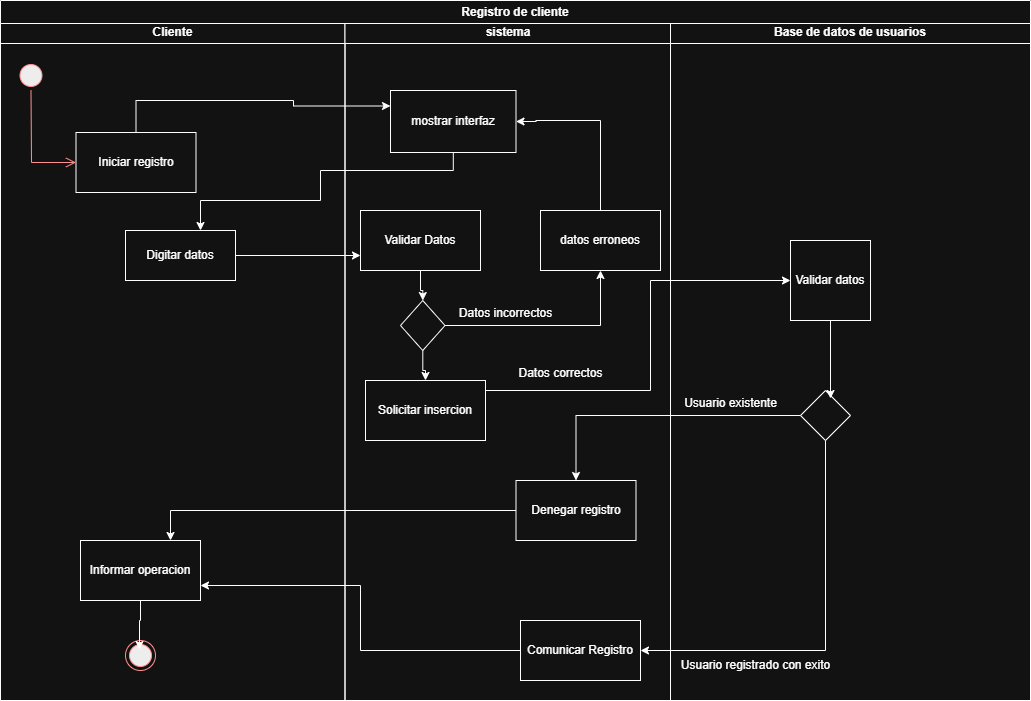 Registro de cliente
Cliente
sistema
Base de datos de usuarios
mostrar interfaz
Iniciar registro
Digitar datos
Validar Datos
datos erroneos
Validar datos
Datos incorrectos
Datos correctos
Solicitar insercion
Usuario existente
Denegar registro
Informar operacion
Comunicar Registro
Usuario registrado con exito